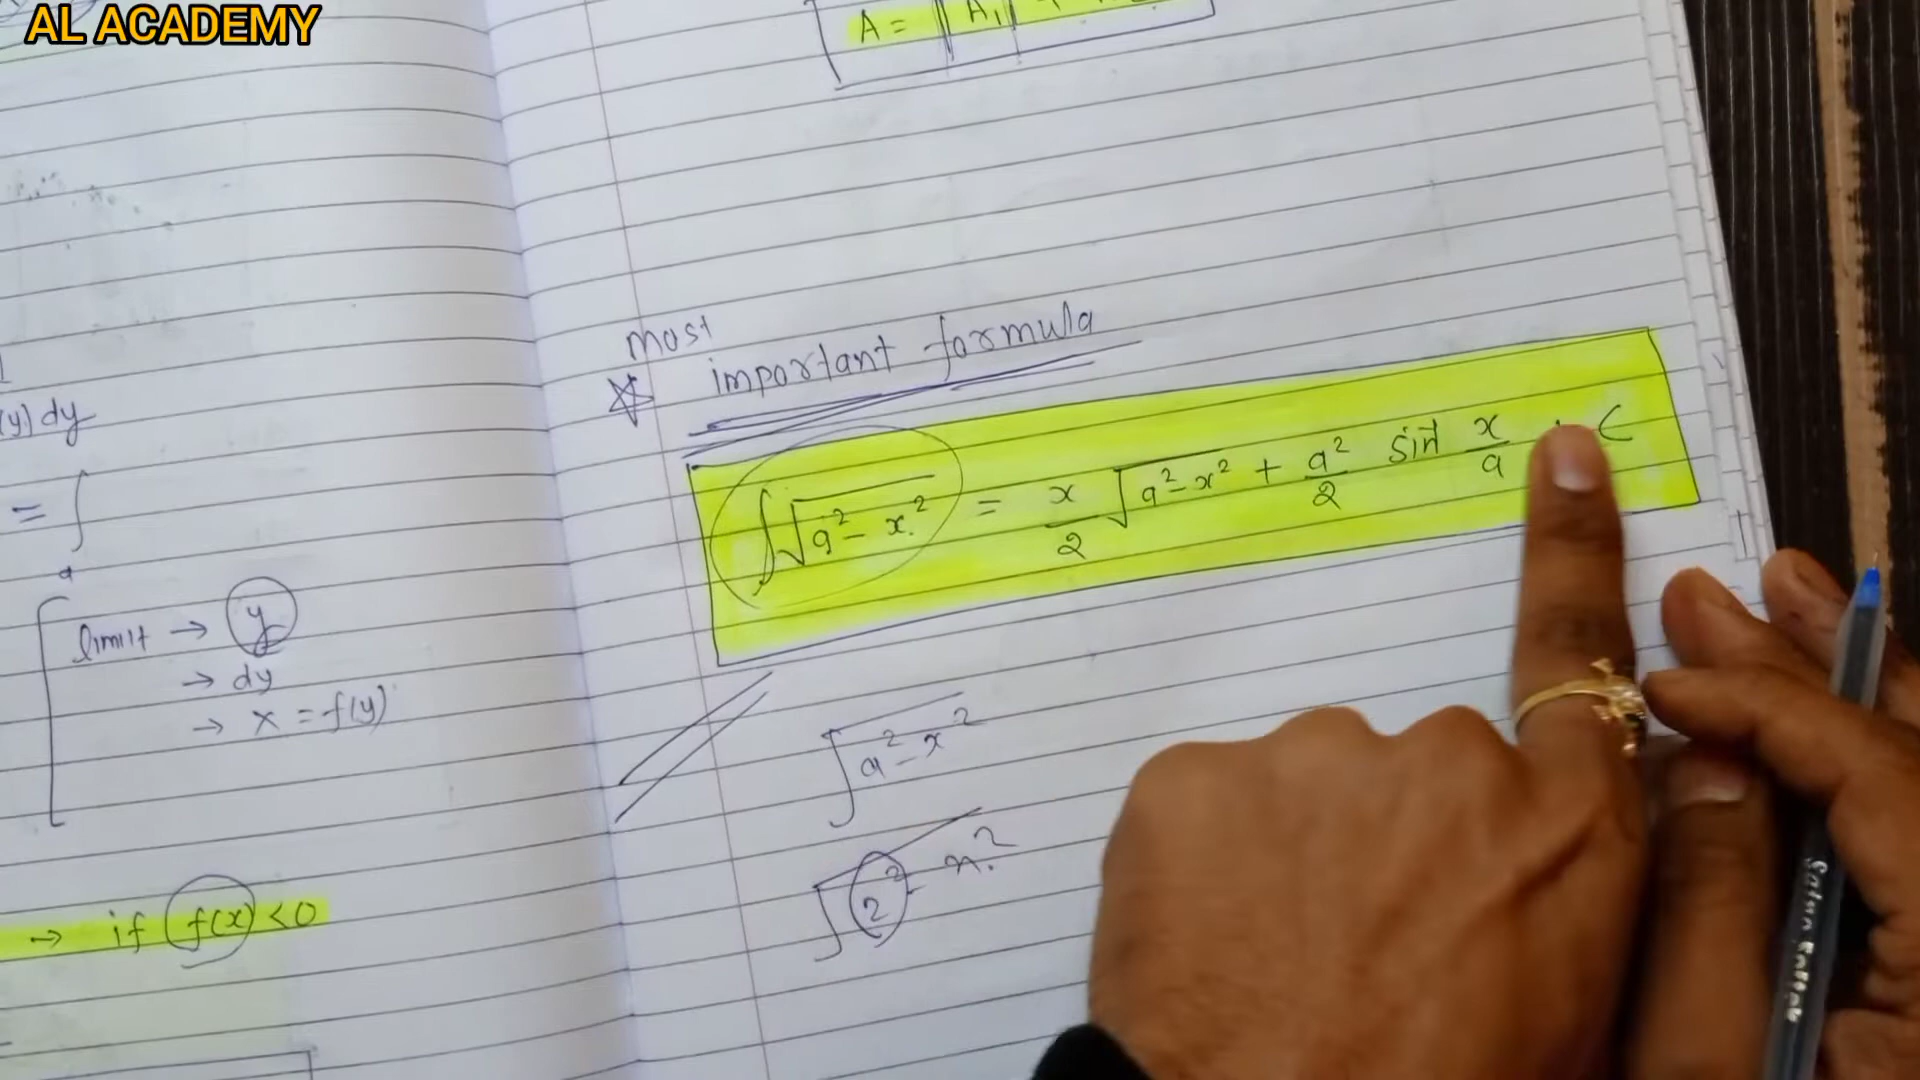 AL ACADEMY
(y) dy
= ∫
a
limit → y
→ dy
→ x = f(y)
→ if f(x) < 0
A = |A₁| +
most
☆ important formula
∫√a² - x² = x/2 √a² - x² + a²/2 sin⁻¹ x/a + C
√a² - x²
√2² - x²